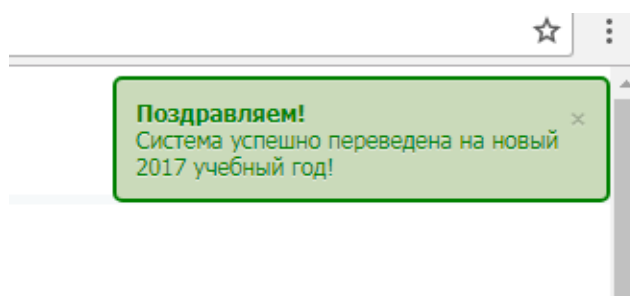 Поздравляем!
Система успешно переведена на новый
2017 учебный год!